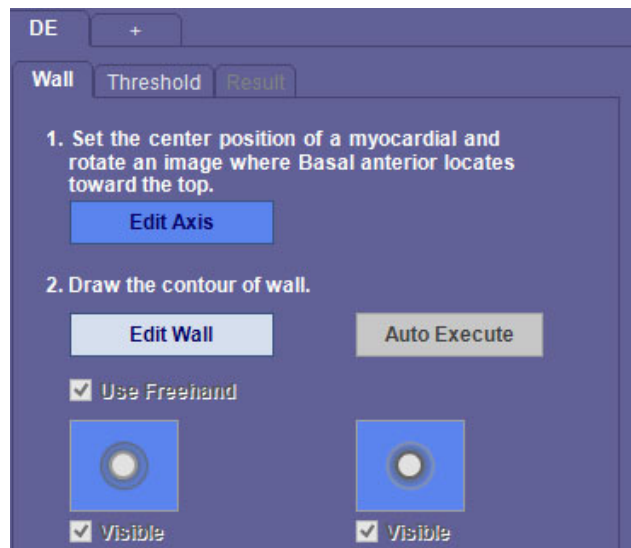 DE +
Wall Threshold Result
1. Set the center position of a myocardial and
rotate an image where Basal anterior locates
toward the top.
Edit Axis
2. Draw the contour of wall.
Edit Wall Auto Execute
Use Freehand
Visible Visible